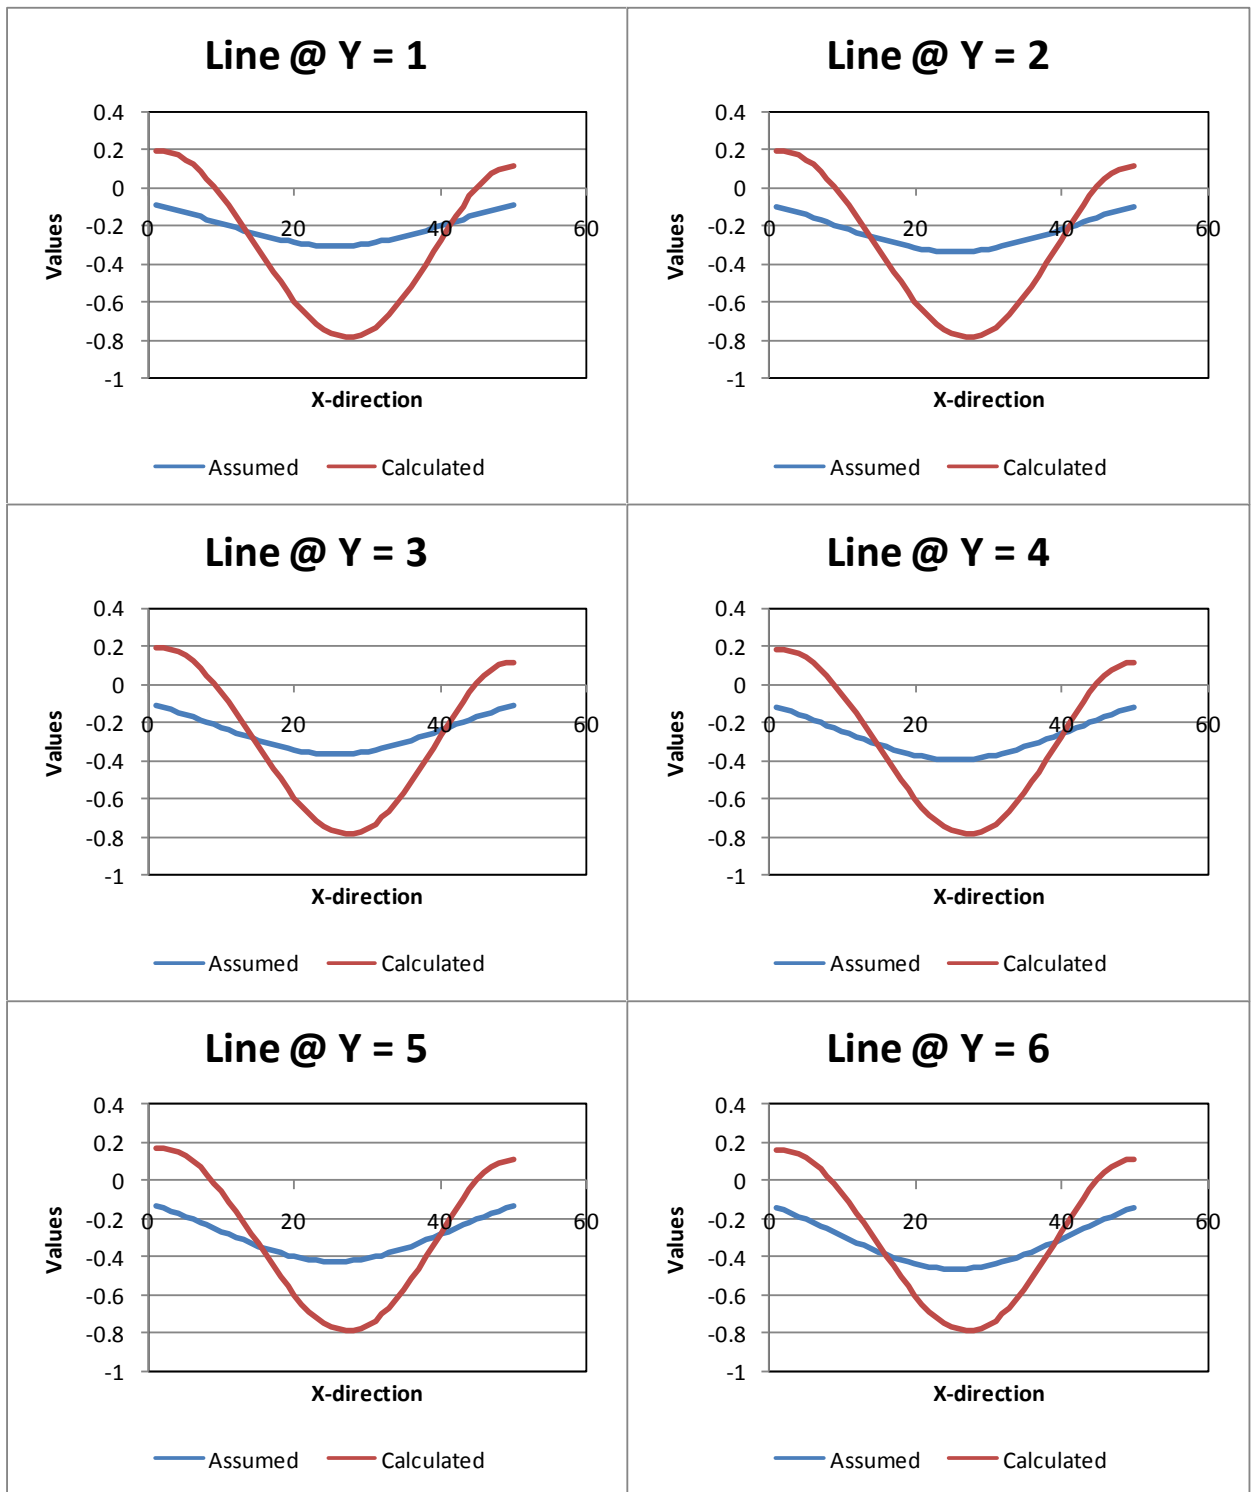 Line @ Y = 1
0.4
0.2
0
-0.2
-0.4
-0.6
-0.8
-1
0 20 40 60
Values
X-direction
Assumed Calculated
Line @ Y = 2
0.4
0.2
0
-0.2
-0.4
-0.6
-0.8
-1
0 20 40 60
Values
X-direction
Assumed Calculated
Line @ Y = 3
0.4
0.2
0
-0.2
-0.4
-0.6
-0.8
-1
0 20 40 60
Values
X-direction
Assumed Calculated
Line @ Y = 4
0.4
0.2
0
-0.2
-0.4
-0.6
-0.8
-1
0 20 40 60
Values
X-direction
Assumed Calculated
Line @ Y = 5
0.4
0.2
0
-0.2
-0.4
-0.6
-0.8
-1
0 20 40 60
Values
X-direction
Assumed Calculated
Line @ Y = 6
0.4
0.2
0
-0.2
-0.4
-0.6
-0.8
-1
0 20 40 60
Values
X-direction
Assumed Calculated